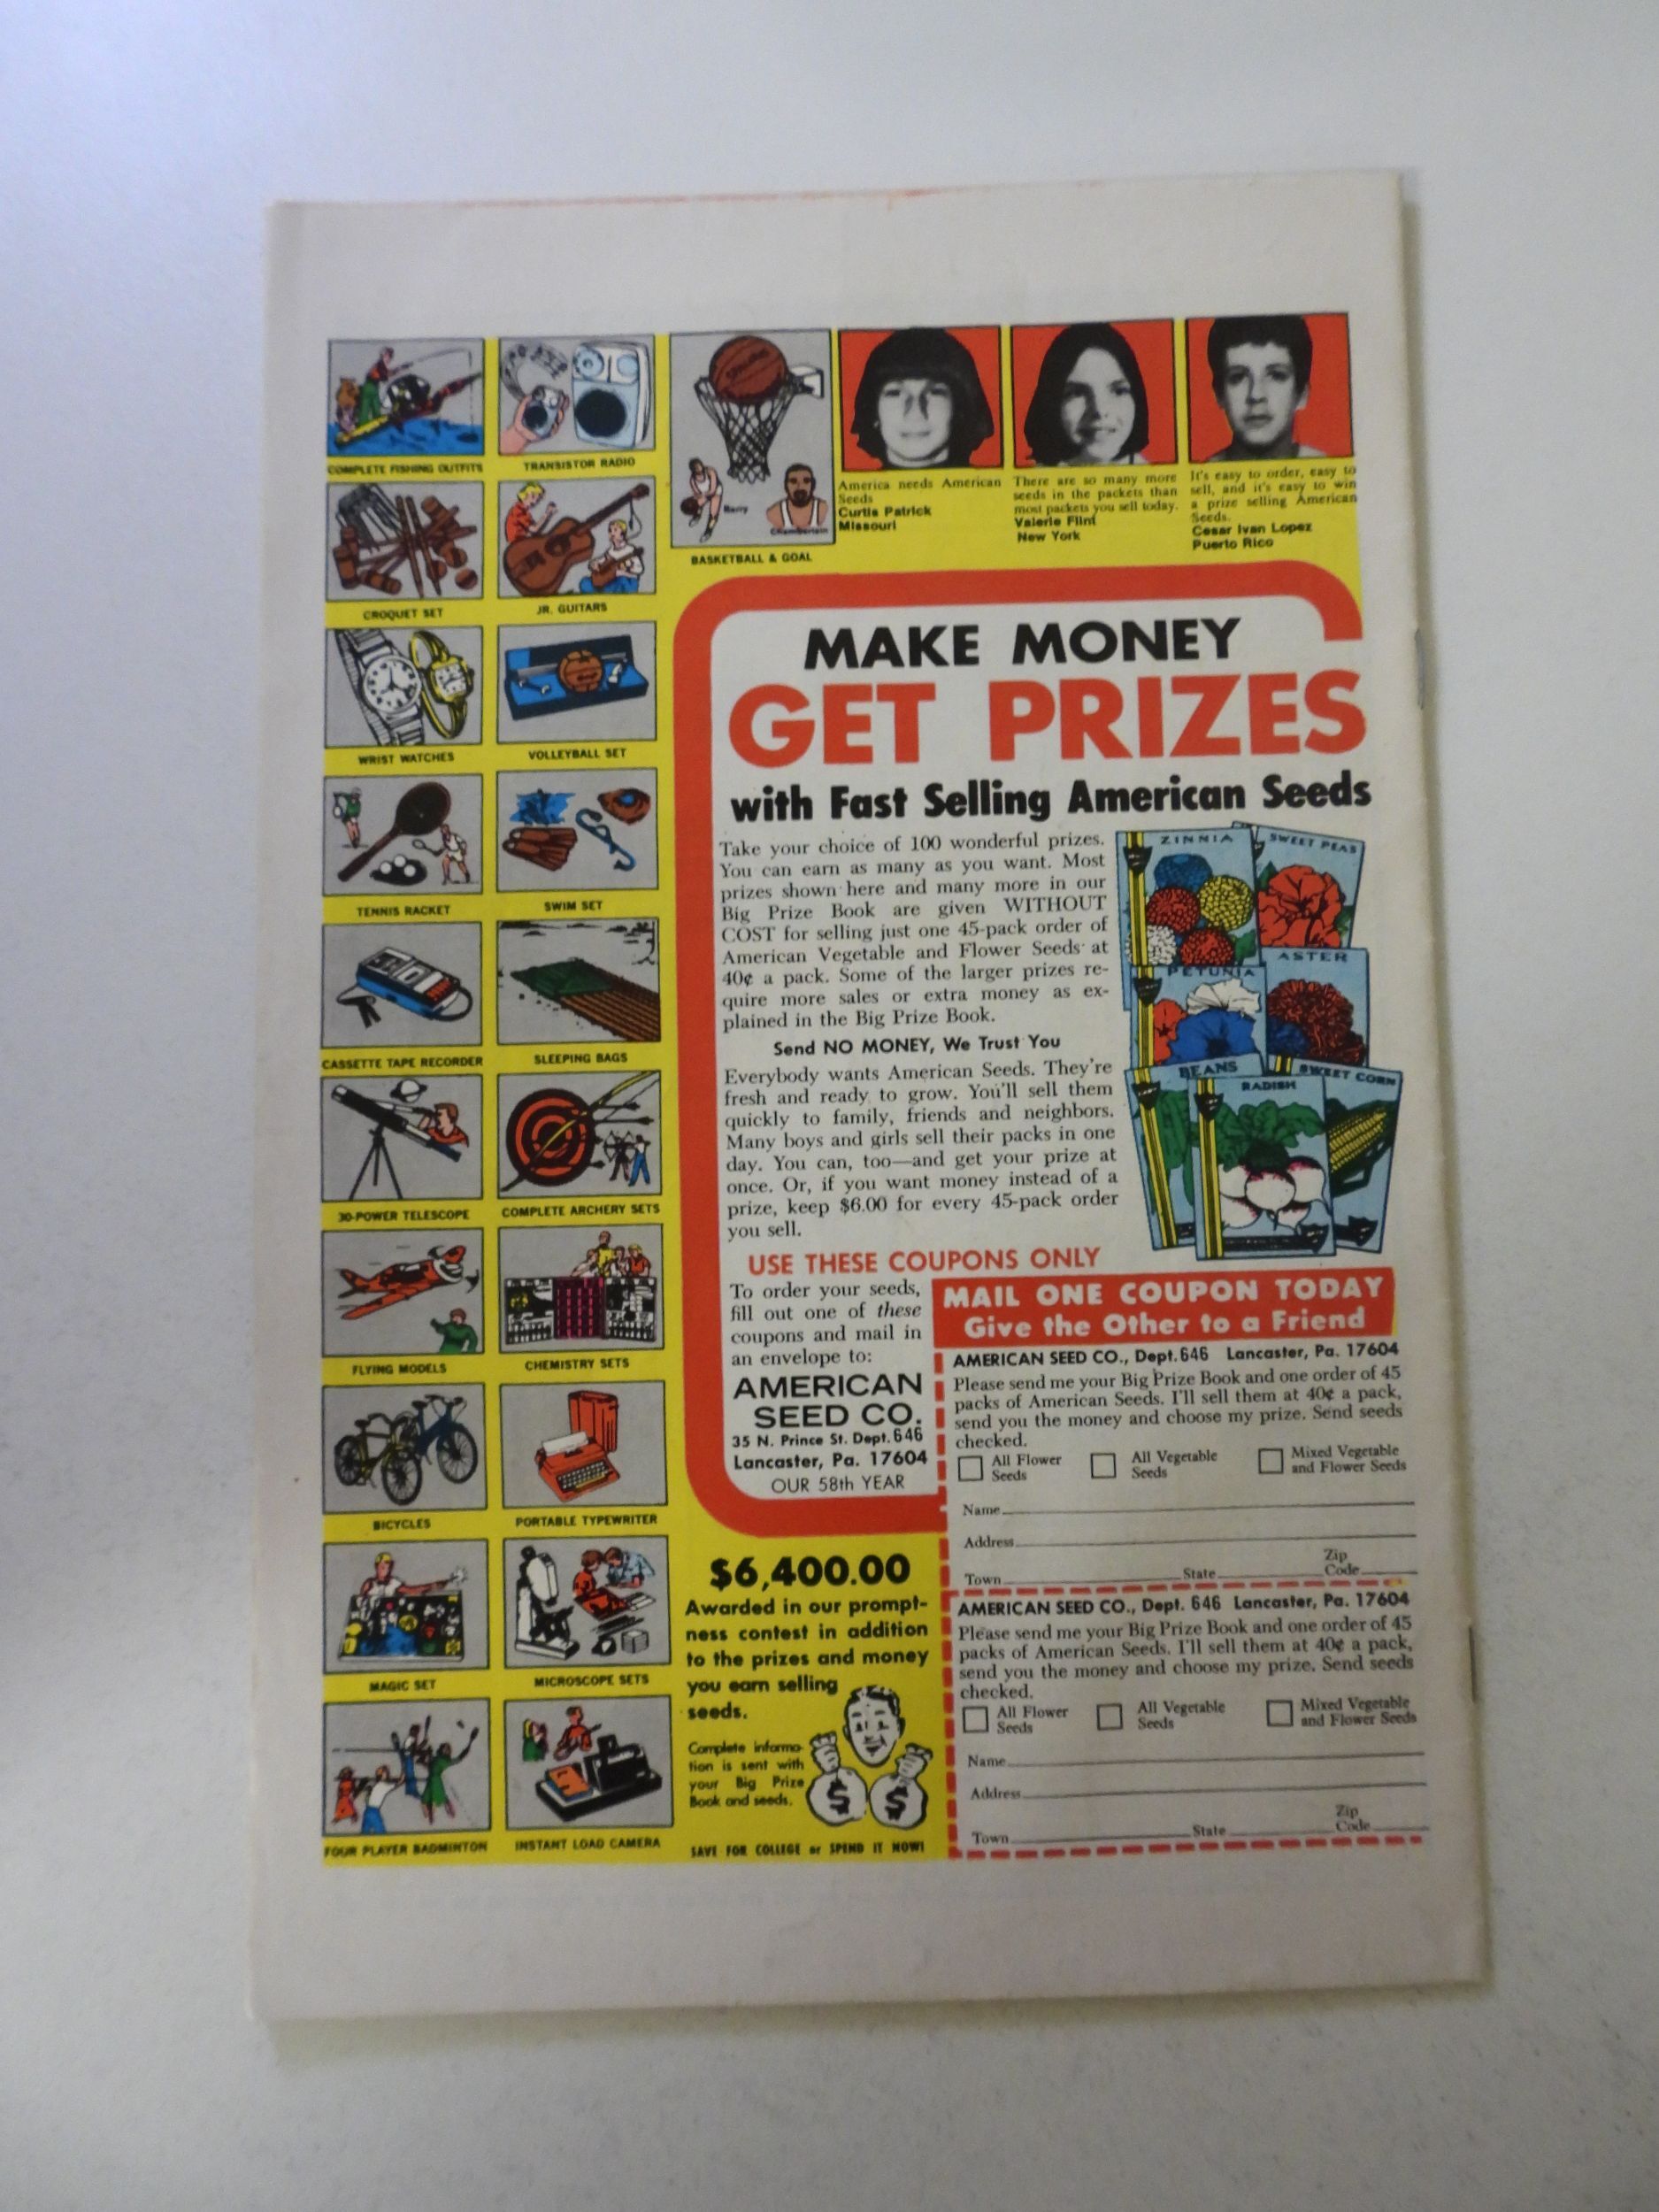 COMPLETE FISHING OUTFITS
TRANSISTOR RADIO
CROQUET SET
JR. GUITARS
WRIST WATCHES
VOLLEYBALL SET
TENNIS RACKET
SWIM SET
CASSETTE TAPE RECORDER
SLEEPING BAGS
30-POWER TELESCOPE
COMPLETE ARCHERY SETS
FLYING MODELS
CHEMISTRY SETS
BICYCLES
PORTABLE TYPEWRITER
MAGIC SET
MICROSCOPE SETS
FOUR PLAYER BADMINTON
INSTANT LOAD CAMERA
Spalding
Barry
Chamberlain
BASKETBALL & GOAL
America needs American
Seeds
Curtis Patrick
Missouri
There are so many more
seeds in the packets than
most packets you sell today.
Valerie Flint
New York
It's easy to order, easy to
sell, and it's easy to win
a prize selling American
Seeds.
Cesar Ivan Lopez
Puerto Rico
MAKE MONEY
GET PRIZES
with Fast Selling American Seeds
Take your choice of 100 wonderful prizes.
You can earn as many as you want. Most
prizes shown here and many more in our
Big Prize Book are given WITHOUT
COST for selling just one 45-pack order of
American Vegetable and Flower Seeds at
40¢ a pack. Some of the larger prizes re-
quire more sales or extra money as ex-
plained in the Big Prize Book.
Send NO MONEY, We Trust You
Everybody wants American Seeds. They're
fresh and ready to grow. You'll sell them
quickly to family, friends and neighbors.
Many boys and girls sell their packs in one
day. You can, too—and get your prize at
once. Or, if you want money instead of a
prize, keep $6.00 for every 45-pack order
you sell.
ZINNIA
SWEET PEAS
PETUNIA
ASTER
BEANS
RADISH
SWEET CORN
USE THESE COUPONS ONLY
To order your seeds,
fill out one of these
coupons and mail in
an envelope to:
AMERICAN
SEED CO.
35 N. Prince St. Dept. 646
Lancaster, Pa. 17604
OUR 58th YEAR
MAIL ONE COUPON TODAY
Give the Other to a Friend
AMERICAN SEED CO., Dept. 646 Lancaster, Pa. 17604
Please send me your Big Prize Book and one order of 45
packs of American Seeds. I'll sell them at 40¢ a pack,
send you the money and choose my prize. Send seeds
checked.
All Flower Seeds
All Vegetable Seeds
Mixed Vegetable and Flower Seeds
Name
Address
Town State Zip Code
AMERICAN SEED CO., Dept. 646 Lancaster, Pa. 17604
Please send me your Big Prize Book and one order of 45
packs of American Seeds. I'll sell them at 40¢ a pack,
send you the money and choose my prize. Send seeds
checked.
All Flower Seeds
All Vegetable Seeds
Mixed Vegetable and Flower Seeds
Name
Address
Town State Zip Code
$6,400.00
Awarded in our prompt-
ness contest in addition
to the prizes and money
you earn selling
seeds.
Complete informa-
tion is sent with
your Big Prize
Book and seeds.
$ $
SAVE FOR COLLEGE or SPEND IT NOW!